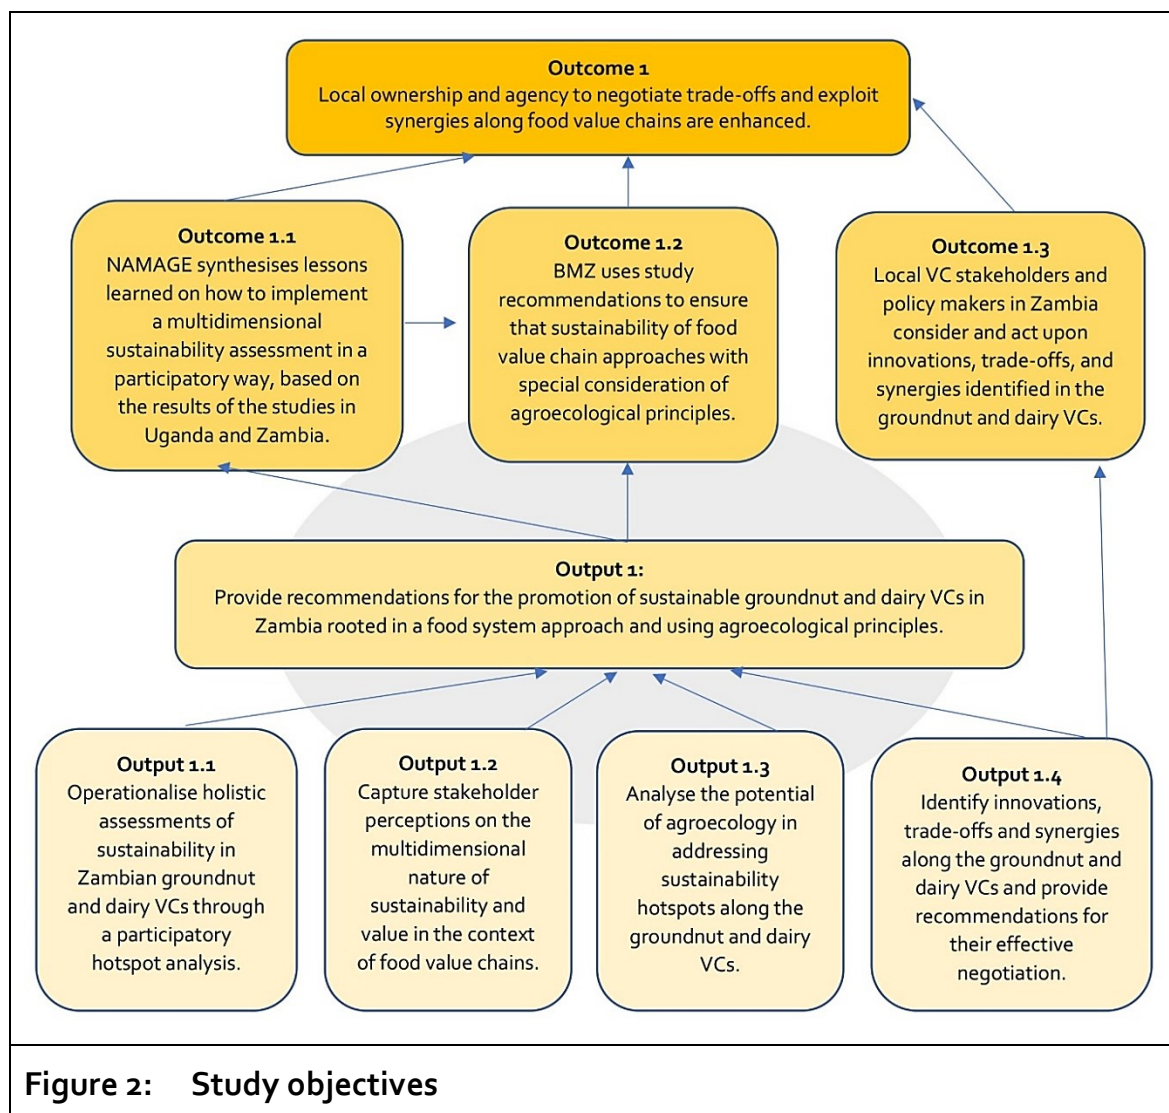 Outcome 1
Local ownership and agency to negotiate trade-offs and exploit
synergies along food value chains are enhanced.
Outcome 1.1
NAMAGE synthesises lessons
learned on how to implement
a multidimensional
sustainability assessment in a
participatory way, based on
the results of the studies in
Uganda and Zambia.
Outcome 1.2
BMZ uses study
recommendations to ensure
that sustainability of food
value chain approaches with
special consideration of
agroecological principles.
Outcome 1.3
Local VC stakeholders and
policy makers in Zambia
consider and act upon
innovations, trade-offs, and
synergies identified in the
groundnut and dairy VCs.
Output 1:
Provide recommendations for the promotion of sustainable groundnut and dairy VCs in
Zambia rooted in a food system approach and using agroecological principles.
Output 1.1
Operationalise holistic
assessments of
sustainability in
Zambian groundnut
and dairy VCs through
a participatory
hotspot analysis.
Output 1.2
Capture stakeholder
perceptions on the
multidimensional
nature of
sustainability and
value in the context
of food value chains.
Output 1.3
Analyse the potential
of agroecology in
addressing
sustainability
hotspots along the
groundnut and dairy
VCs.
Output 1.4
Identify innovations,
trade-offs and synergies
along the groundnut and
dairy VCs and provide
recommendations for
their effective
negotiation.
Figure 2: Study objectives